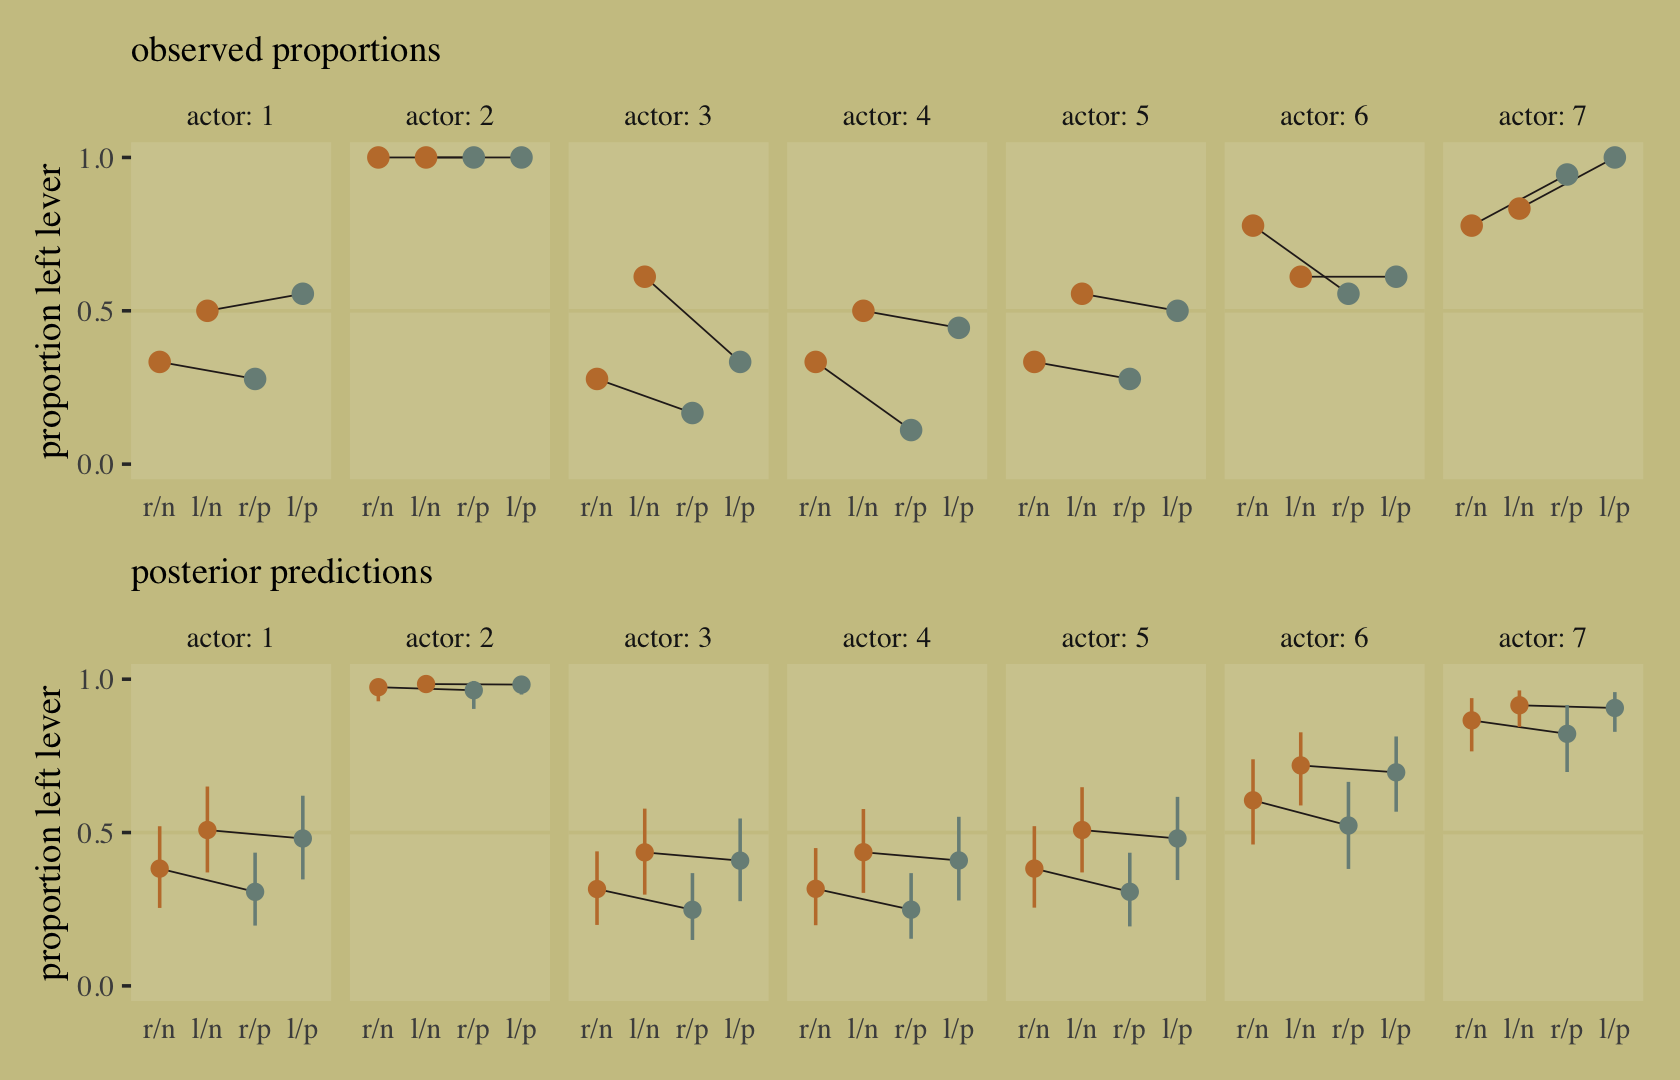 observed proportions
actor: 1 actor: 2 actor: 3 actor: 4 actor: 5 actor: 6 actor: 7
proportion left lever
1.0
0.5
0.0
r/n l/n r/p l/p r/n l/n r/p l/p r/n l/n r/p l/p r/n l/n r/p l/p r/n l/n r/p l/p r/n l/n r/p l/p r/n l/n r/p l/p
posterior predictions
actor: 1 actor: 2 actor: 3 actor: 4 actor: 5 actor: 6 actor: 7
proportion left lever
1.0
0.5
0.0
r/n l/n r/p l/p r/n l/n r/p l/p r/n l/n r/p l/p r/n l/n r/p l/p r/n l/n r/p l/p r/n l/n r/p l/p r/n l/n r/p l/p